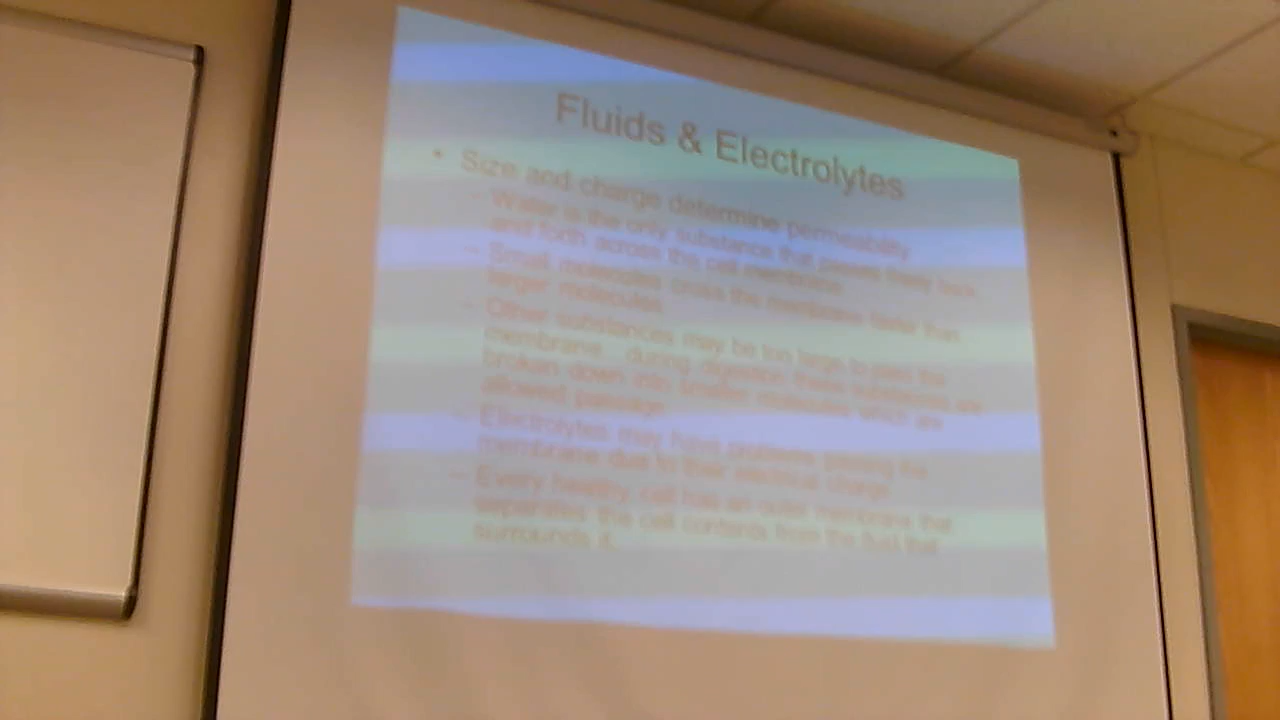 Fluids & Electrolytes
• Size and charge determine permeability
– Water is the only substance that passes freely back
and forth across the cell membrane.
– Small molecules cross the membrane faster than
larger molecules.
– Other substances may be too large to pass the
membrane. during digestion these substances are
broken down into smaller molecules which are
allowed passage.
– Electrolytes may have problems passing the
membrane due to their electrical charge.
– Every healthy cell has an outer membrane that
separates the cell contents from the fluid that
surrounds it.